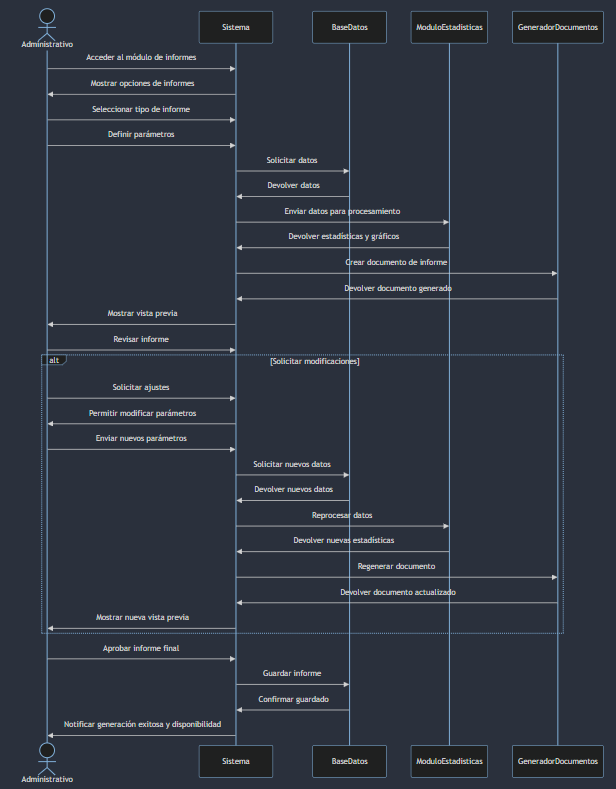 Administrativo
Sistema
BaseDatos
ModuloEstadisticas
GeneradorDocumentos
Acceder al módulo de informes
Mostrar opciones de informes
Seleccionar tipo de informe
Definir parámetros
Solicitar datos
Devolver datos
Enviar datos para procesamiento
Devolver estadísticas y gráficos
Crear documento de informe
Devolver documento generado
Mostrar vista previa
Revisar informe
alt
[Solicitar modificaciones]
Solicitar ajustes
Permitir modificar parámetros
Enviar nuevos parámetros
Solicitar nuevos datos
Devolver nuevos datos
Reprocesar datos
Devolver nuevas estadísticas
Regenerar documento
Devolver documento actualizado
Mostrar nueva vista previa
Aprobar informe final
Guardar informe
Confirmar guardado
Notificar generación exitosa y disponibilidad
Administrativo
Sistema
BaseDatos
ModuloEstadisticas
GeneradorDocumentos